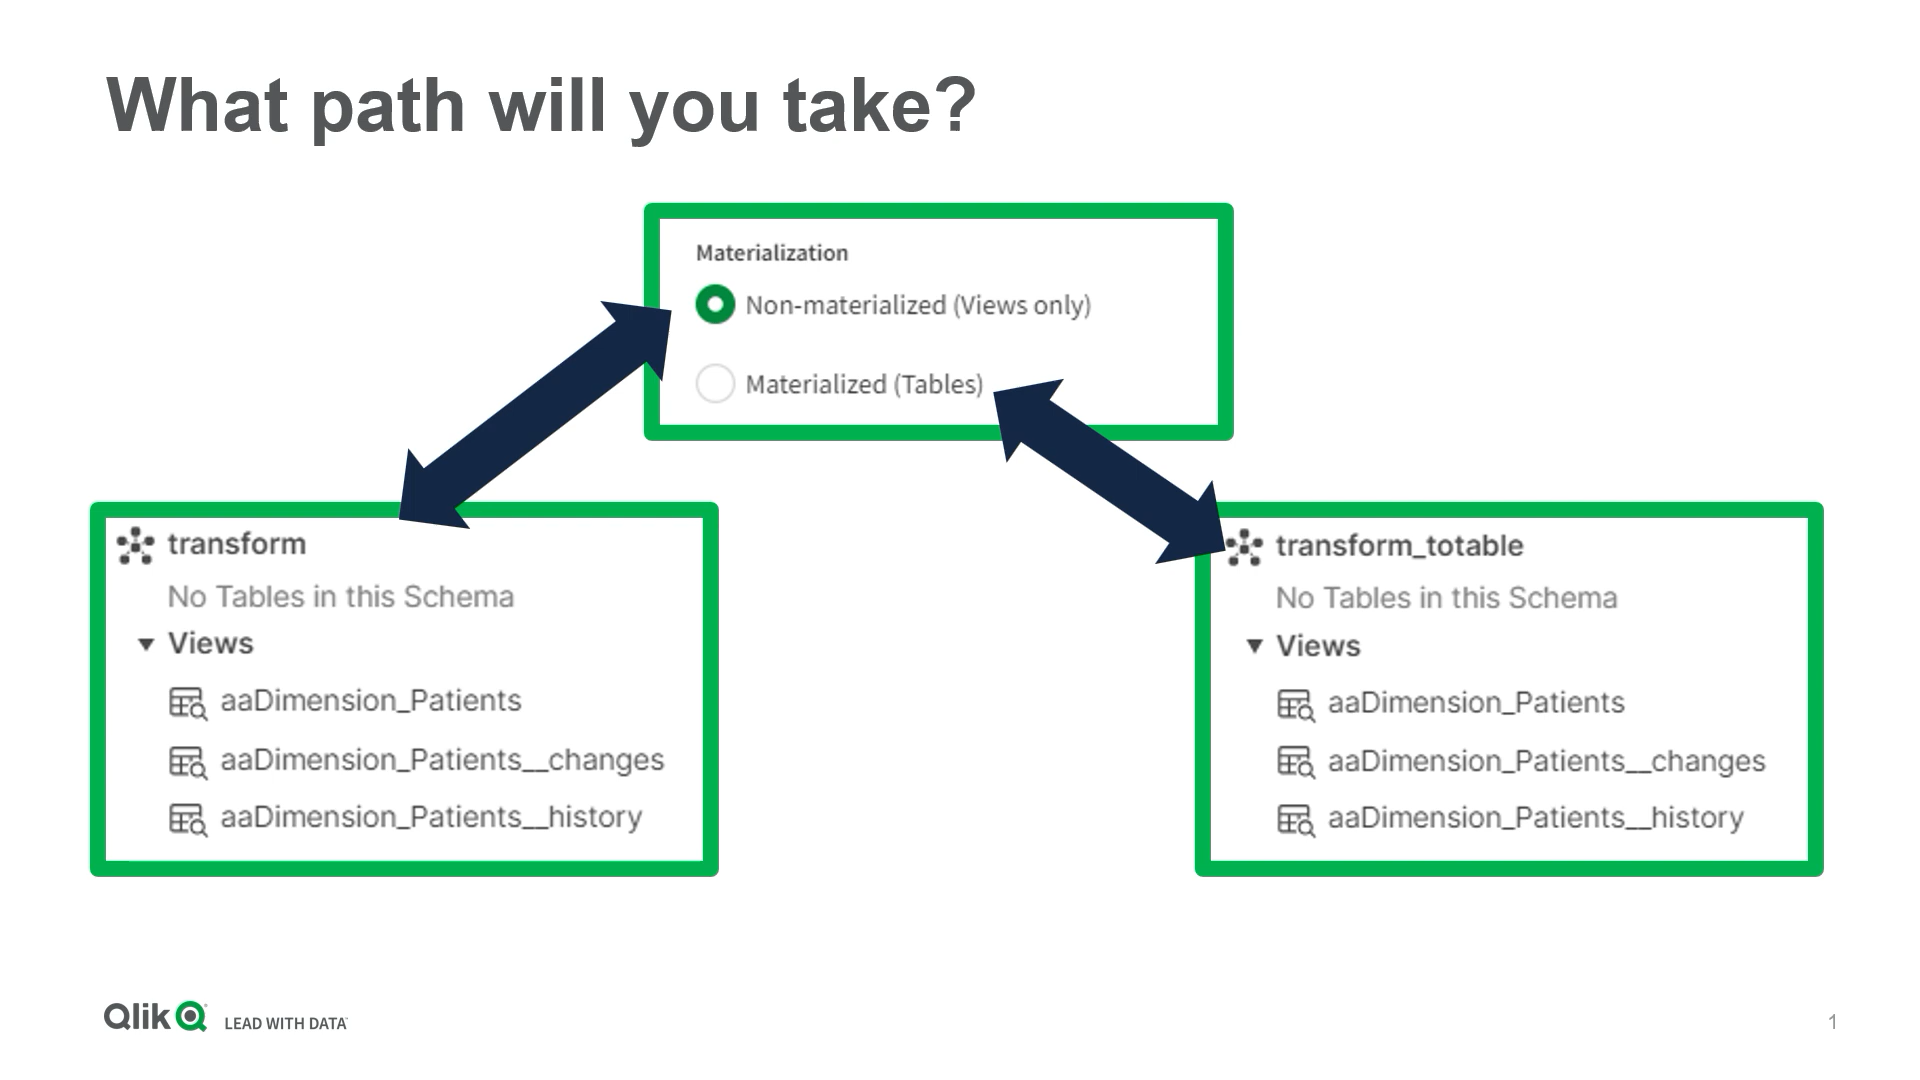 What path will you take?
Materialization
Non-materialized (Views only)
Materialized (Tables)
transform
No Tables in this Schema
Views
aaDimension_Patients
aaDimension_Patients__changes
aaDimension_Patients__history
transform_totable
No Tables in this Schema
Views
aaDimension_Patients
aaDimension_Patients__changes
aaDimension_Patients__history
Qlik LEAD WITH DATA
1